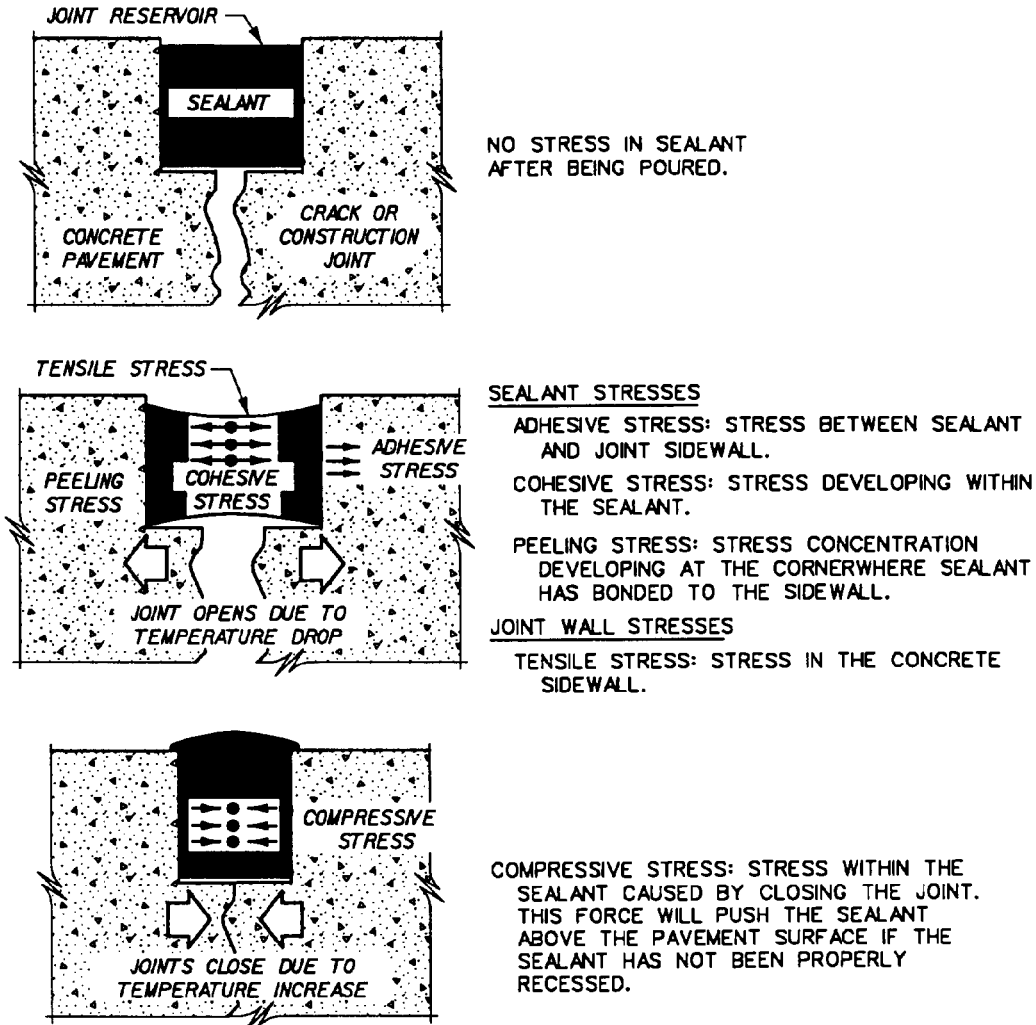 JOINT RESERVOIR
SEALANT
CONCRETE
PAVEMENT
CRACK OR
CONSTRUCTION
JOINT
NO STRESS IN SEALANT
AFTER BEING POURED.
TENSILE STRESS
PEELING
STRESS
COHESIVE
STRESS
ADHESIVE
STRESS
JOINT OPENS DUE TO
TEMPERATURE DROP
SEALANT STRESSES
ADHESIVE STRESS: STRESS BETWEEN SEALANT
AND JOINT SIDEWALL.
COHESIVE STRESS: STRESS DEVELOPING WITHIN
THE SEALANT.
PEELING STRESS: STRESS CONCENTRATION
DEVELOPING AT THE CORNERWHERE SEALANT
HAS BONDED TO THE SIDEWALL.
JOINT WALL STRESSES
TENSILE STRESS: STRESS IN THE CONCRETE
SIDEWALL.
COMPRESSIVE
STRESS
JOINTS CLOSE DUE TO
TEMPERATURE INCREASE
COMPRESSIVE STRESS: STRESS WITHIN THE
SEALANT CAUSED BY CLOSING THE JOINT.
THIS FORCE WILL PUSH THE SEALANT
ABOVE THE PAVEMENT SURFACE IF THE
SEALANT HAS NOT BEEN PROPERLY
RECESSED.